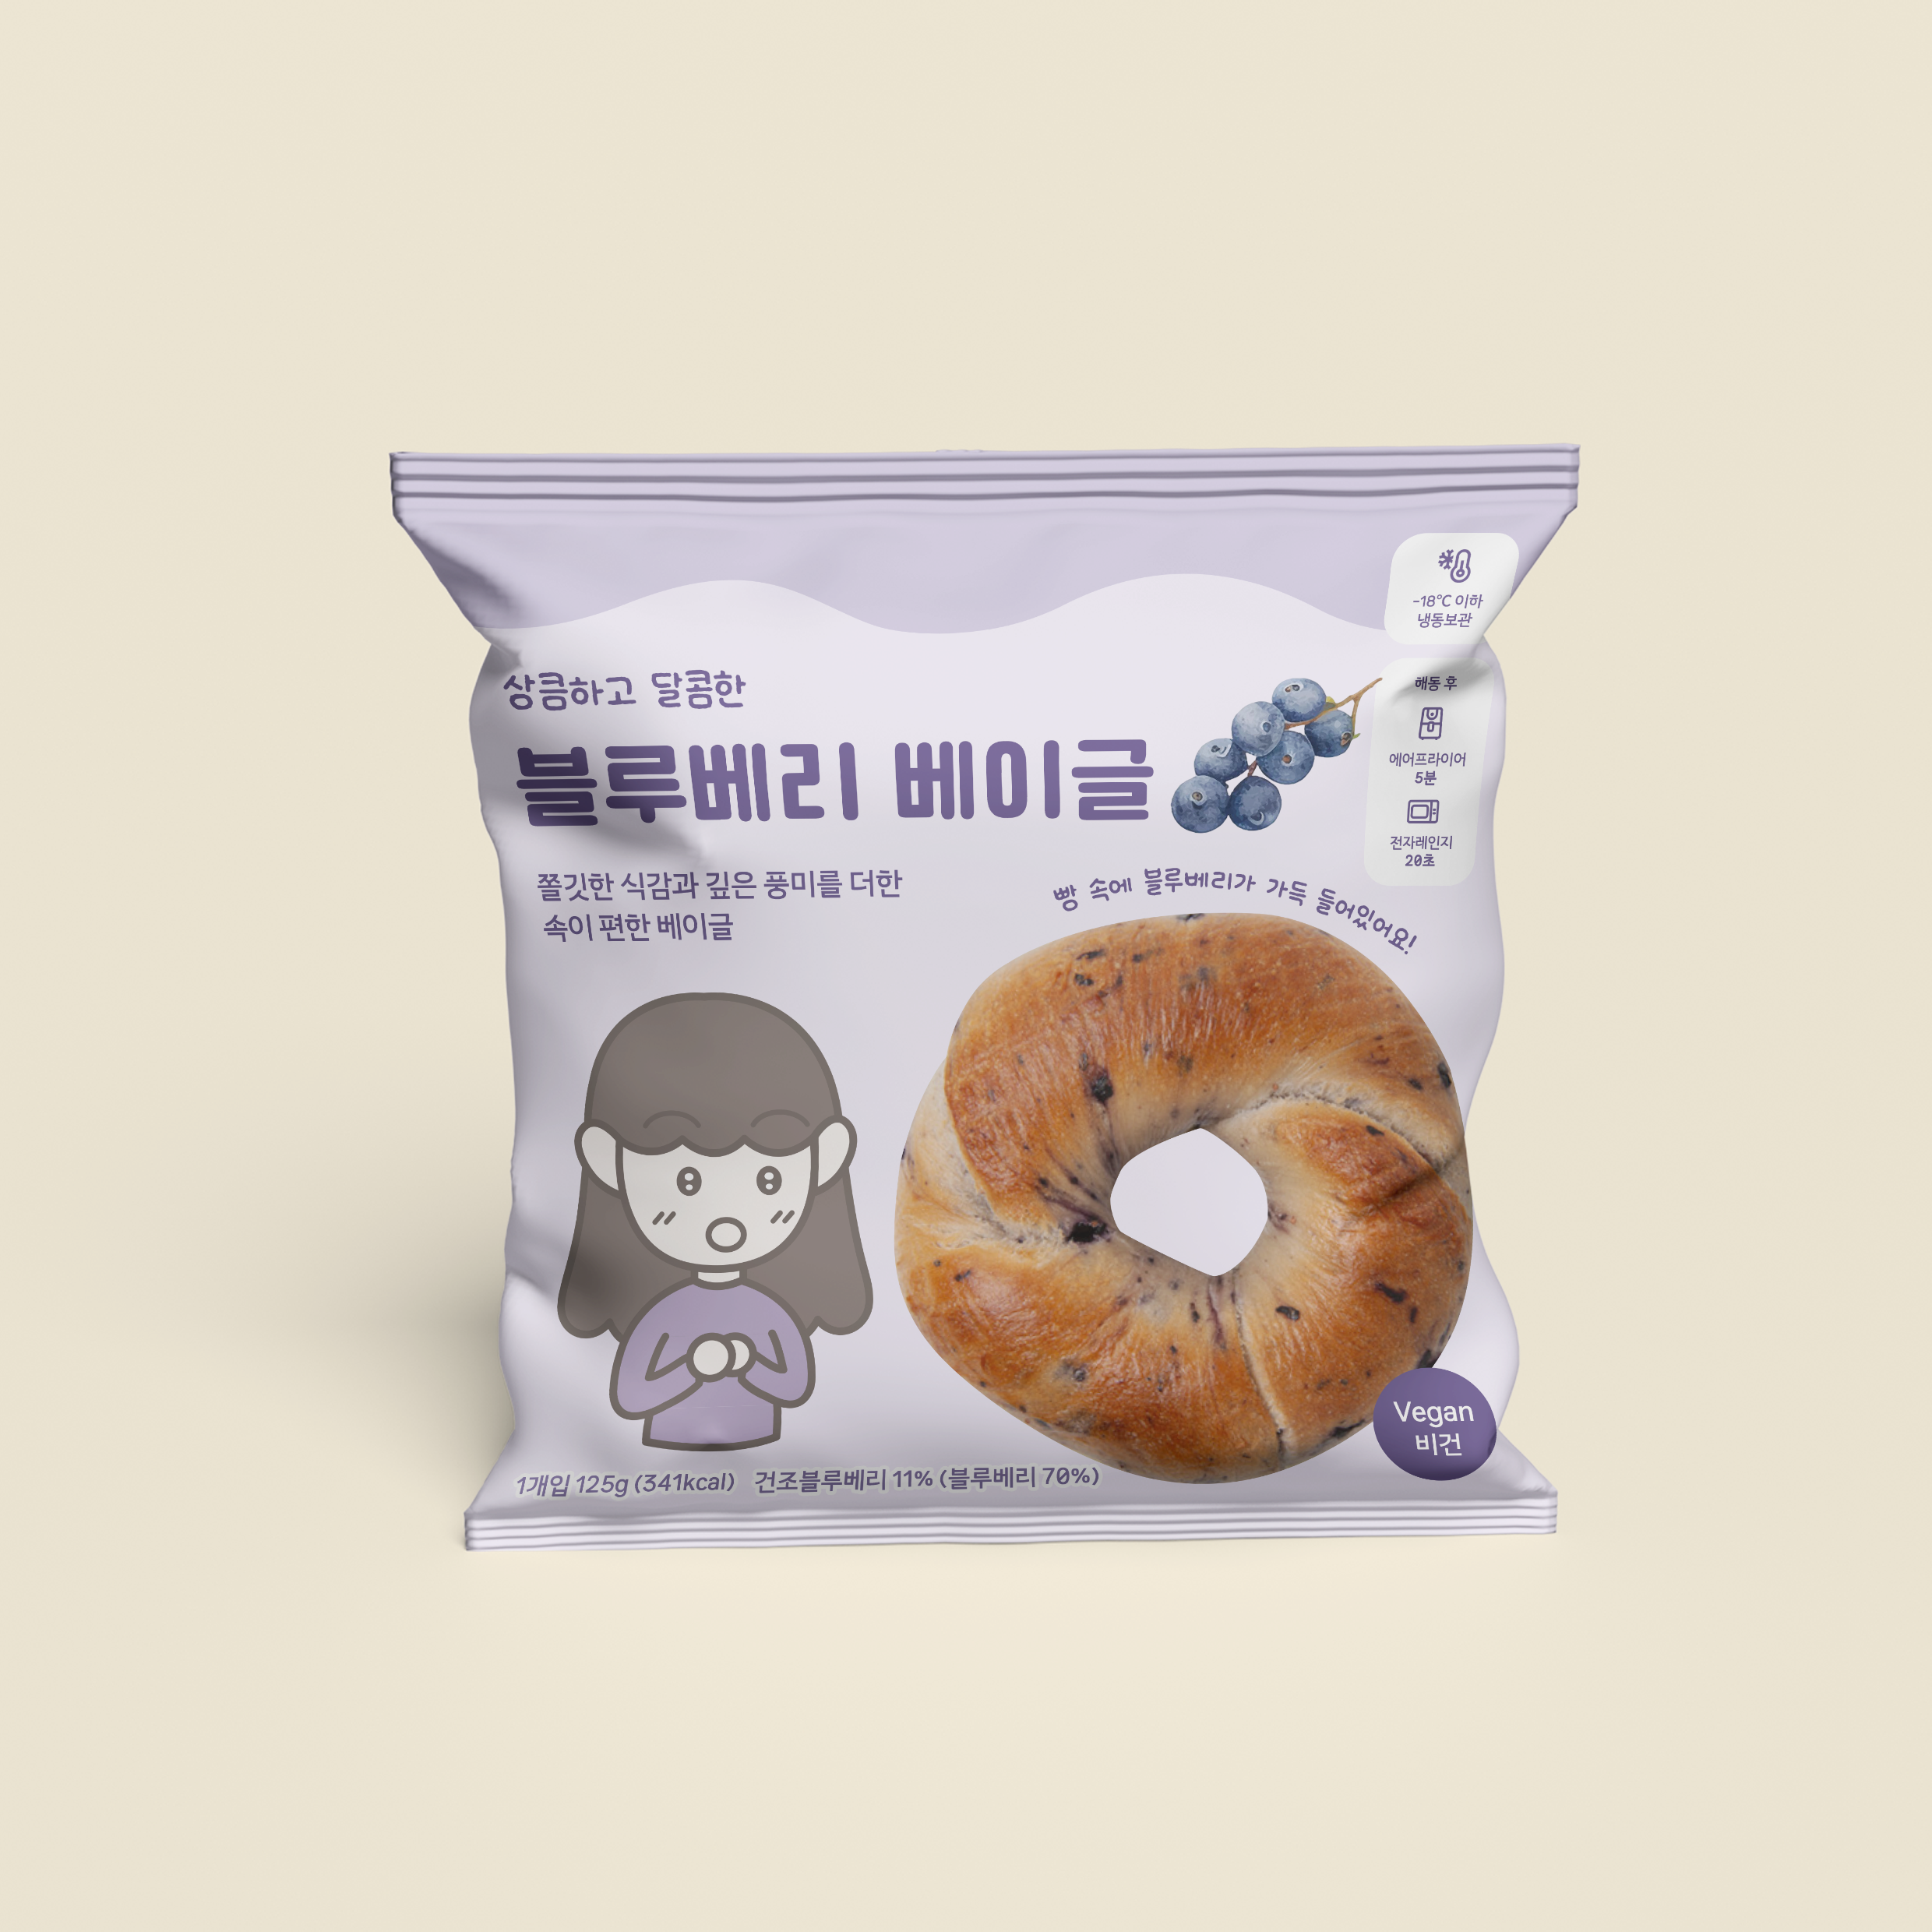 -18℃ 이하
냉동보관
상큼하고 달콤한
블루베리 베이글
해동 후
에어프라이어
5분
전자레인지
20초
쫄깃한 식감과 깊은 풍미를 더한
속이 편한 베이글
빵 속에 블루베리가 가득 들어있어요!
Vegan
비건
1개입 125g (341kcal) 건조블루베리 11% (블루베리 70%)